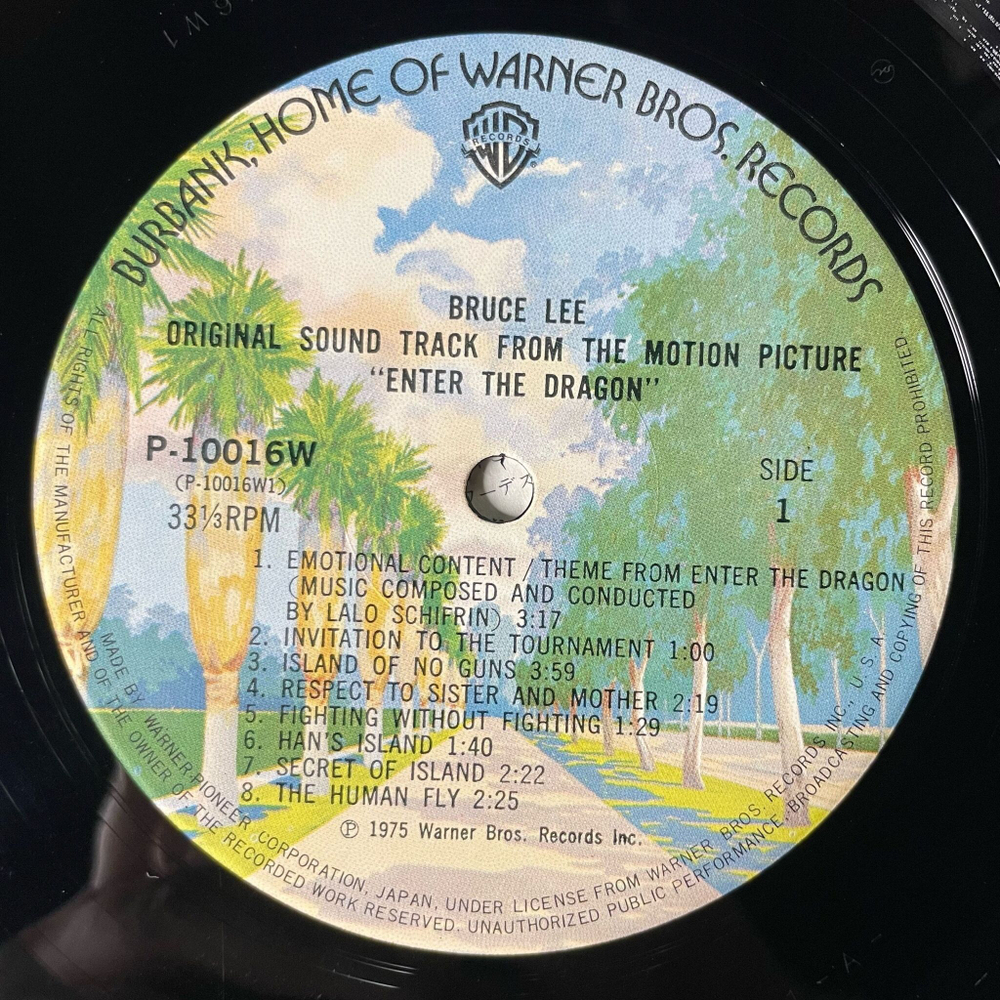 BURBANK, HOME OF WARNER BROS. RECORDS
RECORDS
BRUCE LEE
ORIGINAL SOUND TRACK FROM THE MOTION PICTURE
"ENTER THE DRAGON"
P-10016W
(P-10016W1)
33⅓RPM
SIDE
1
1. EMOTIONAL CONTENT / THEME FROM ENTER THE DRAGON
(MUSIC COMPOSED AND CONDUCTED
BY LALO SCHIFRIN) 3:17
2. INVITATION TO THE TOURNAMENT 1:00
3. ISLAND OF NO GUNS 3:59
4. RESPECT TO SISTER AND MOTHER 2:19
5. FIGHTING WITHOUT FIGHTING 1:29
6. HAN'S ISLAND 1:40
7. SECRET OF ISLAND 2:22
8. THE HUMAN FLY 2:25
Ⓟ 1975 Warner Bros. Records Inc.
MADE BY WARNER-PIONEER CORPORATION, JAPAN, UNDER LICENSE FROM WARNER BROS. RECORDS INC., U.S.A.
ALL RIGHTS OF THE MANUFACTURER AND OF THE OWNER OF THE RECORDED WORK RESERVED. UNAUTHORIZED PUBLIC PERFORMANCE, BROADCASTING AND COPYING OF THIS RECORD PROHIBITED.
ーデス